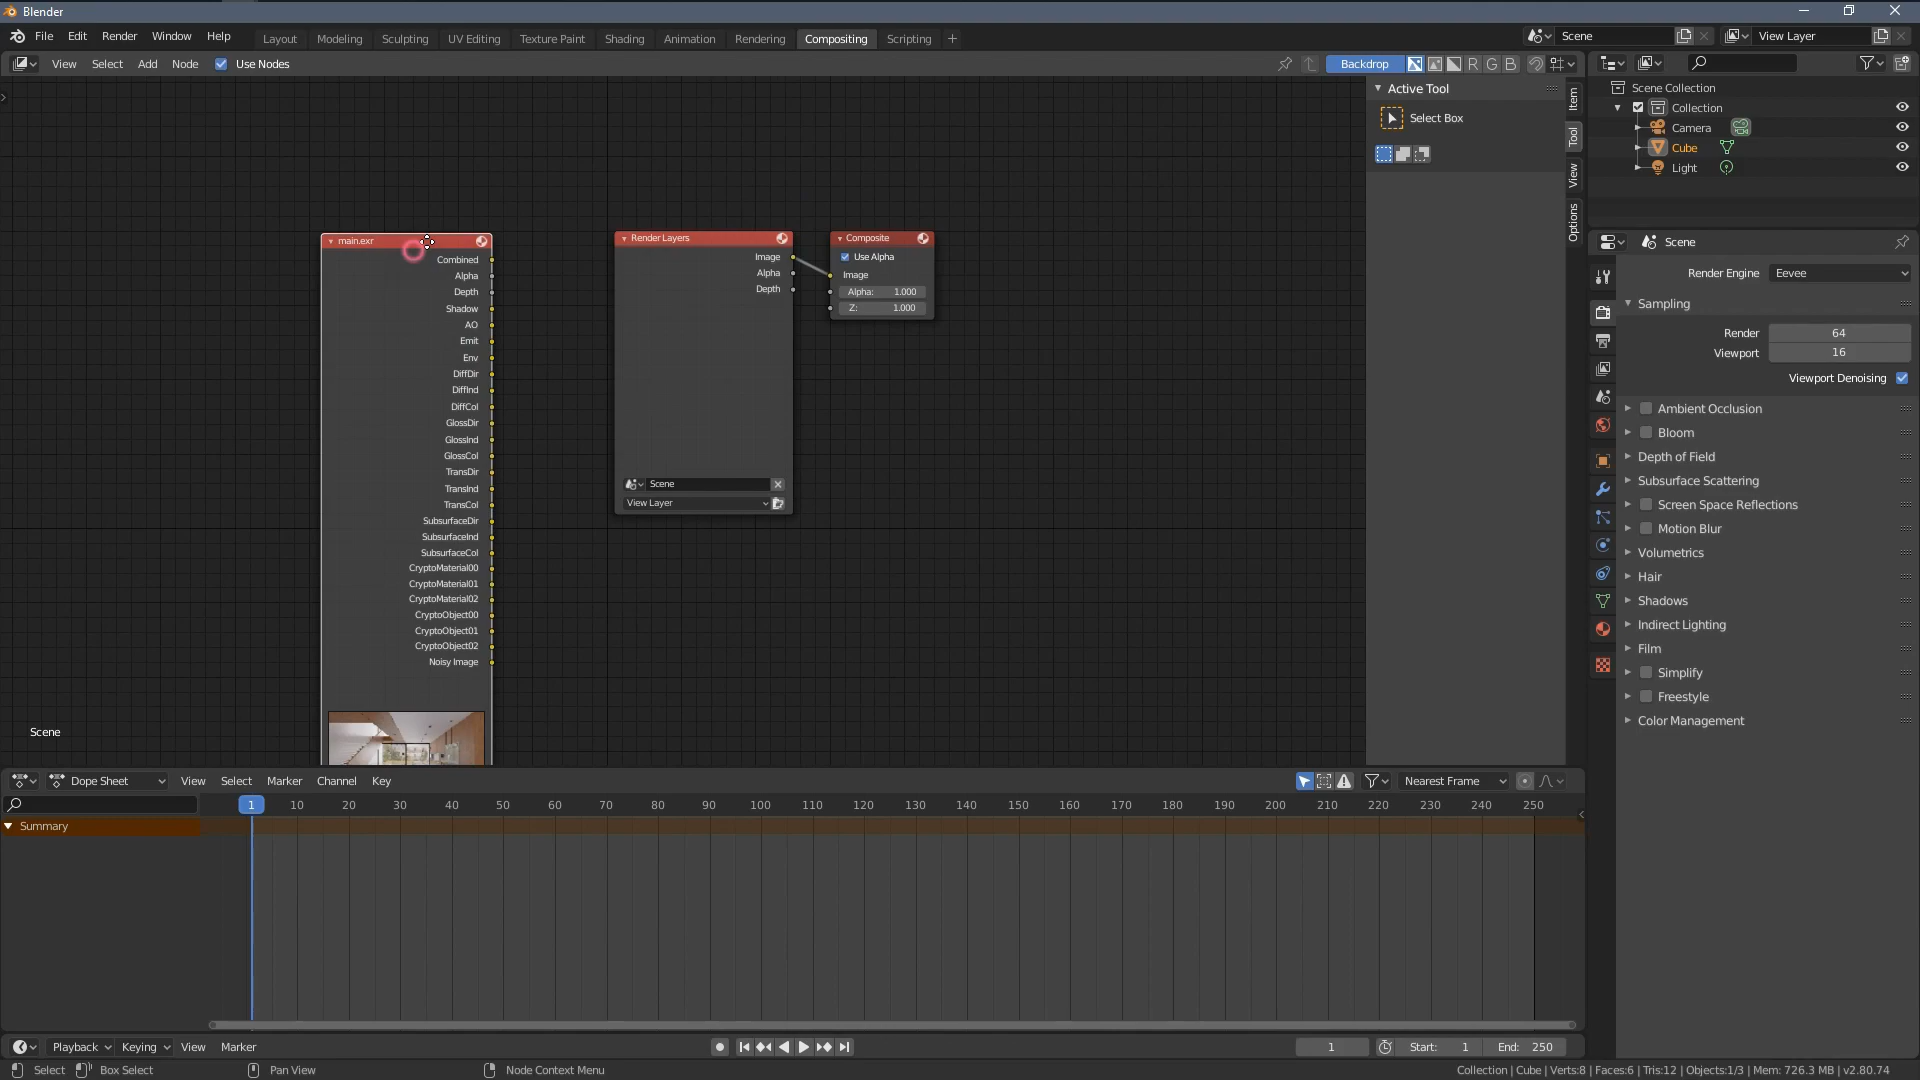 Blender
File Edit Render Window Help Layout Modeling Sculpting UV Editing Texture Paint Shading Animation Rendering Compositing Scripting + Scene View Layer
View Select Add Node Use Nodes Backdrop R G B
Active Tool
Select Box
Item
Tool
View
Options
Scene Collection
Collection
Camera
Cube
Light
Scene
Render Engine Eevee
Sampling
Render 64
Viewport 16
Viewport Denoising
Ambient Occlusion
Bloom
Depth of Field
Subsurface Scattering
Screen Space Reflections
Motion Blur
Volumetrics
Hair
Shadows
Indirect Lighting
Film
Simplify
Freestyle
Color Management
main.exr
Combined
Alpha
Depth
Shadow
AO
Emit
Env
DiffDir
DiffInd
DiffCol
GlossDir
GlossInd
GlossCol
TransDir
TransInd
TransCol
SubsurfaceDir
SubsurfaceInd
SubsurfaceCol
CryptoMaterial00
CryptoMaterial01
CryptoMaterial02
CryptoObject00
CryptoObject01
CryptoObject02
Noisy Image
Render Layers
Image
Alpha
Depth
Scene
View Layer
Composite
Use Alpha
Image
Alpha: 1.000
Z: 1.000
Scene
Dope Sheet View Select Marker Channel Key Nearest Frame
1 10 20 30 40 50 60 70 80 90 100 110 120 130 140 150 160 170 180 190 200 210 220 230 240 250
Summary
Playback Keying View Marker 1 Start: 1 End: 250
Select Box Select Pan View Node Context Menu Collection | Cube | Verts:8 | Faces:6 | Tris:12 | Objects:1/3 | Mem: 726.3 MB | v2.80.74